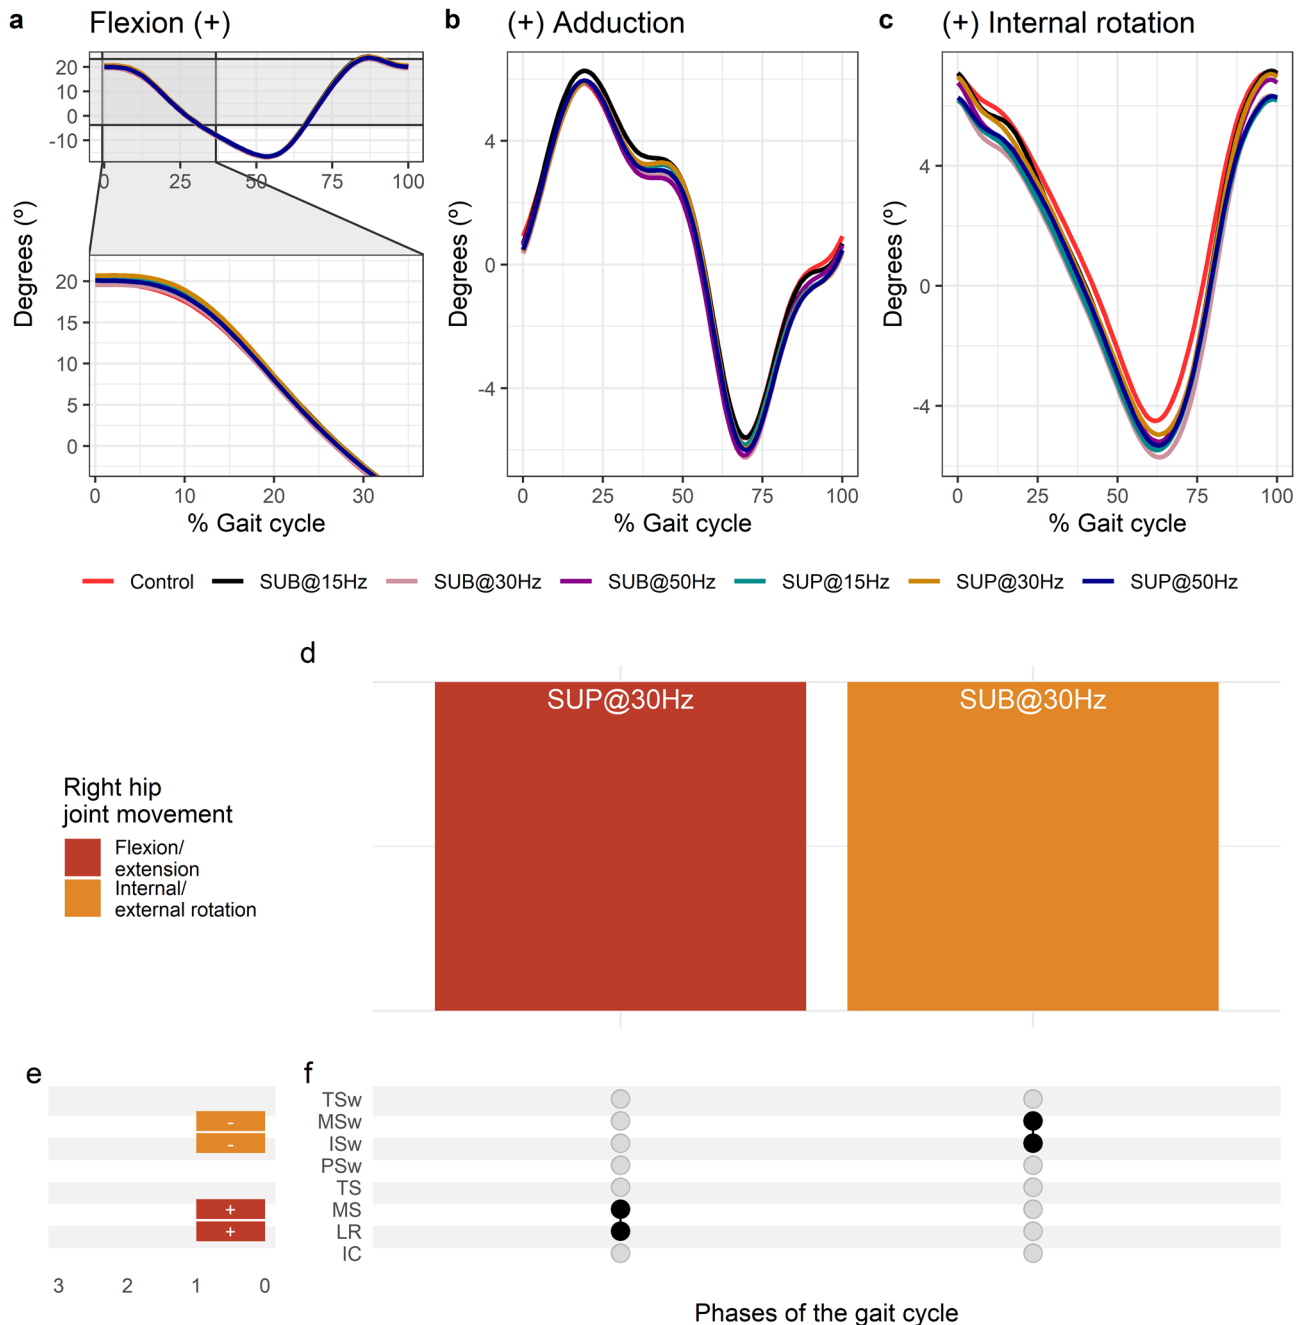 a Flexion (+)
b (+) Adduction
c (+) Internal rotation
20
10
0
-10
0 25 50 75 100
Degrees (º)
20
15
10
5
0
0 10 20 30
% Gait cycle
Degrees (º)
4
0
-4
0 25 50 75 100
% Gait cycle
Degrees (º)
4
0
-4
0 25 50 75 100
% Gait cycle
Control SUB@15Hz SUB@30Hz SUB@50Hz SUP@15Hz SUP@30Hz SUP@50Hz
d
SUP@30Hz SUB@30Hz
Right hip
joint movement
Flexion/
extension
Internal/
external rotation
e
-
-
+
+
3 2 1 0
f
TSw
MSw
ISw
PSw
TS
MS
LR
IC
Phases of the gait cycle